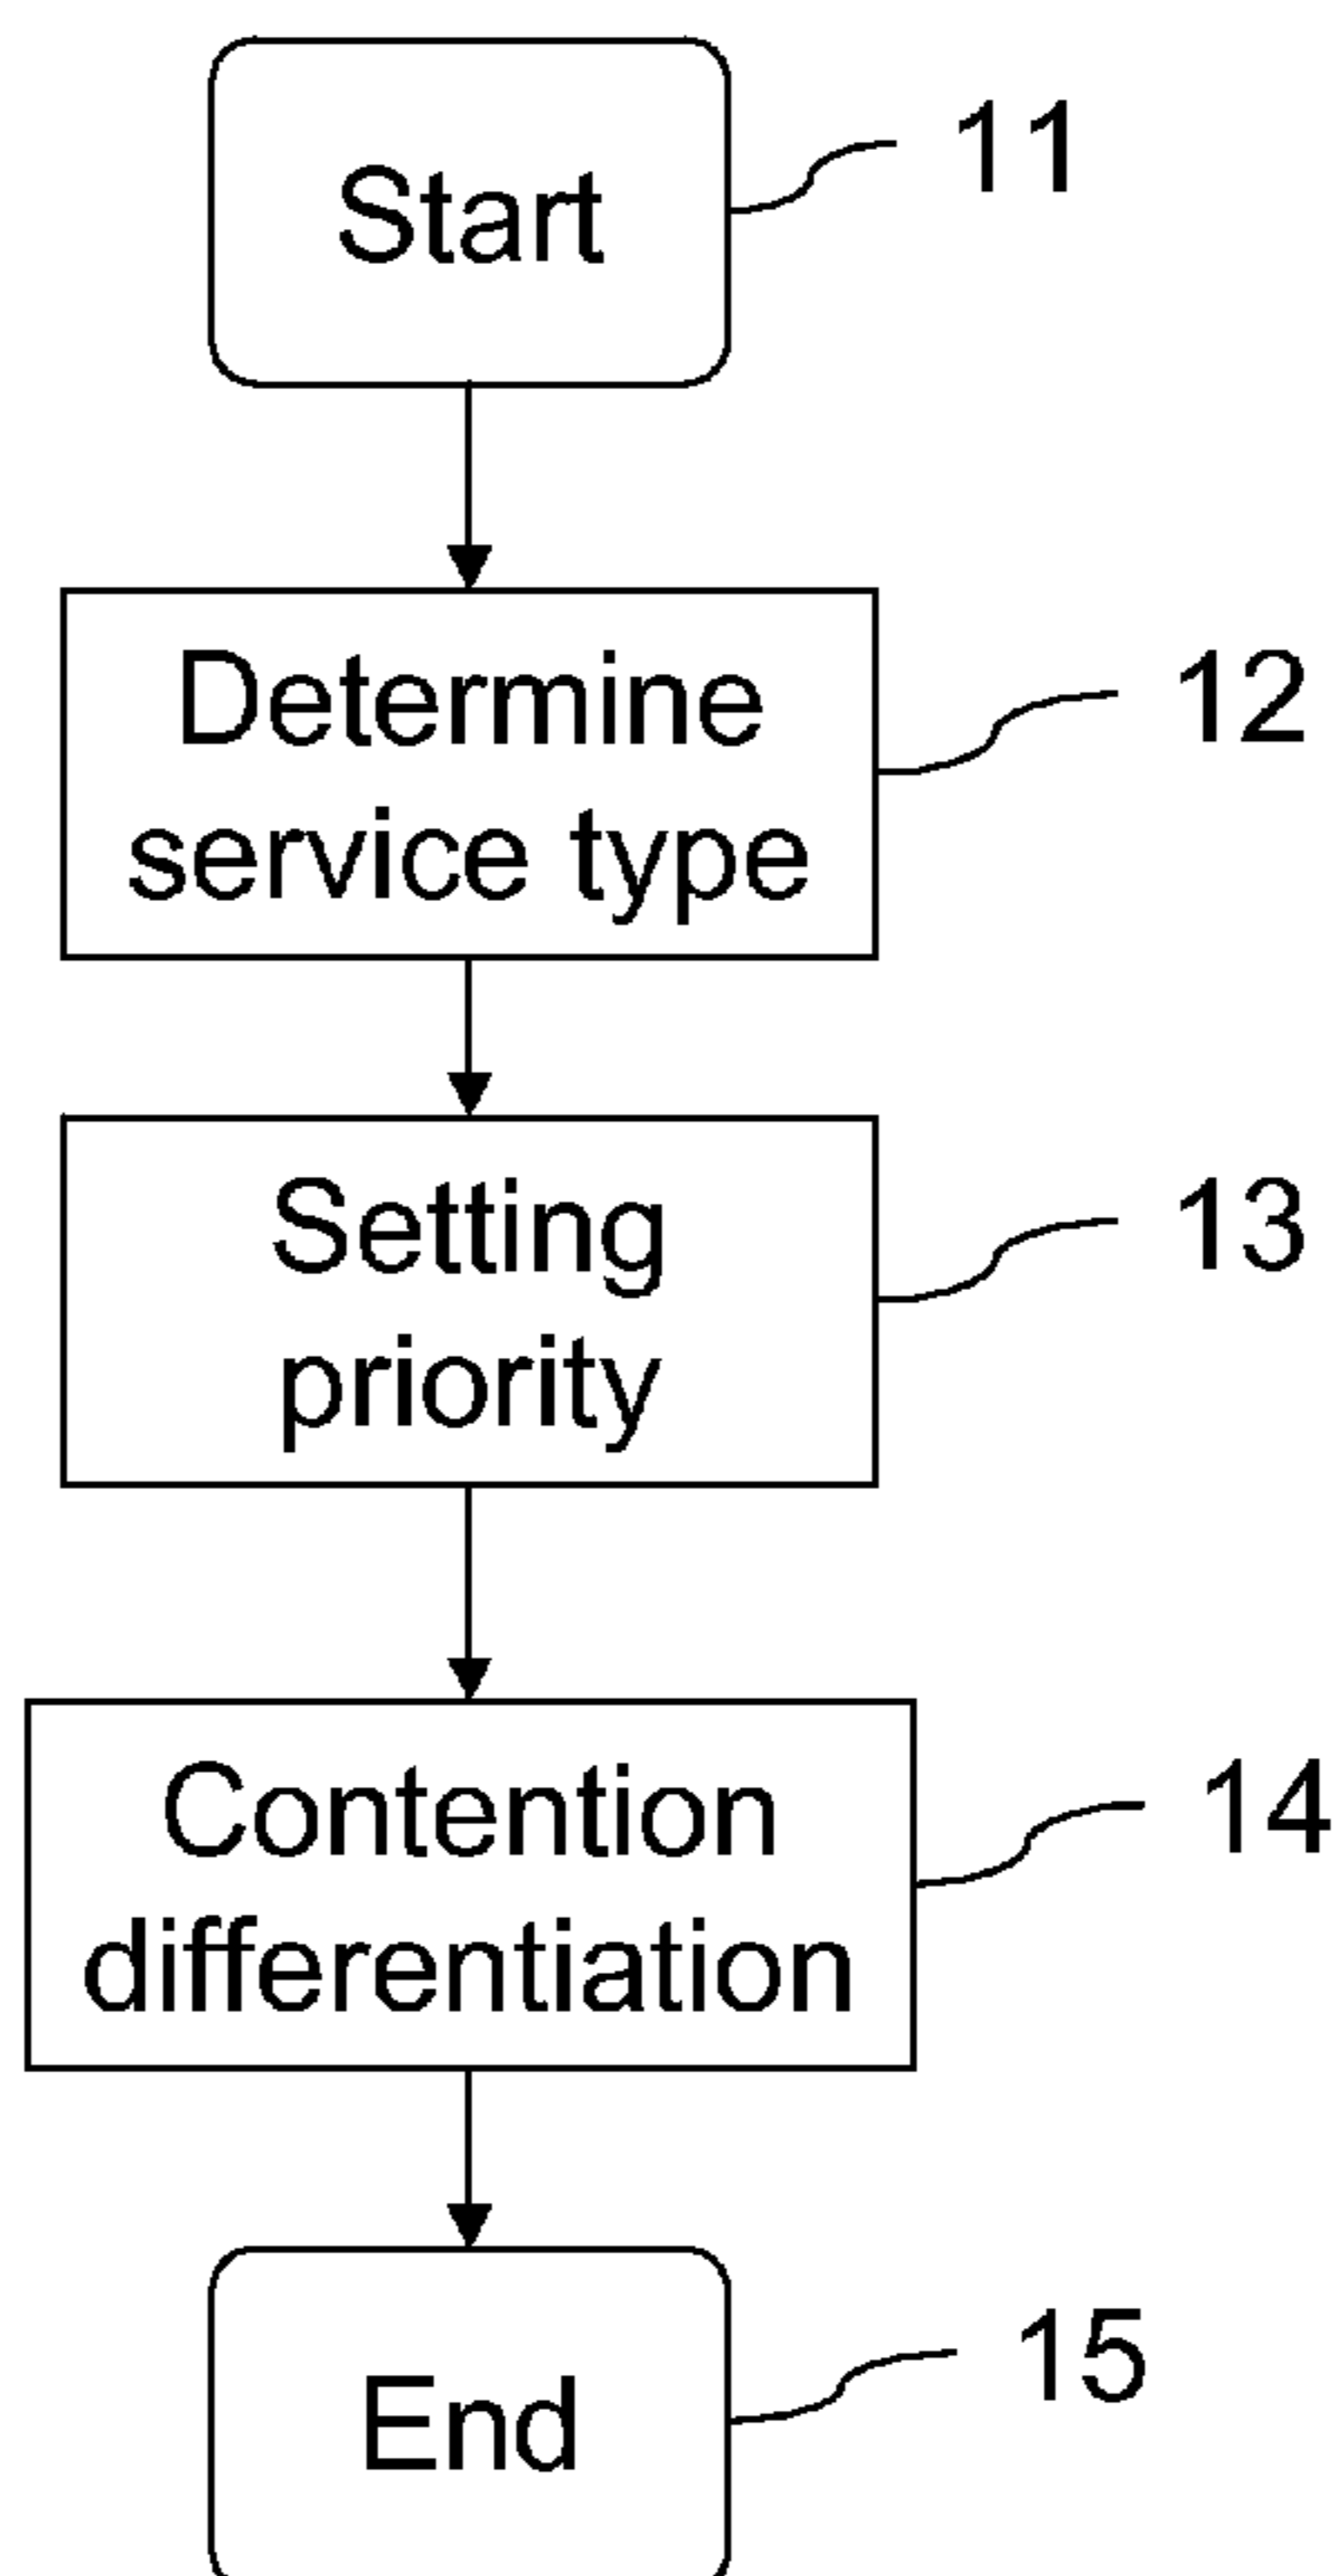 Start
11
Determine
service type
12
Setting
priority
13
Contention
differentiation
14
End
15